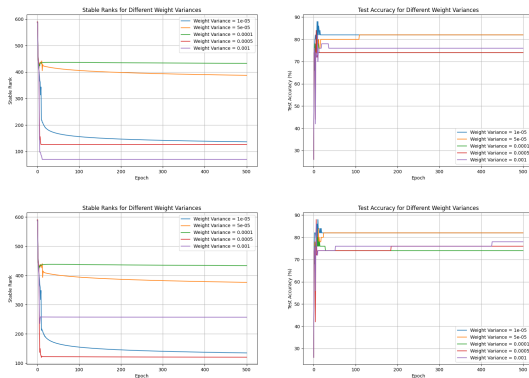 Stable Ranks for Different Weight Variances
Stable Rank
600
500
400
300
200
100
0
100
200
300
400
500
Epoch
Weight Variance = 1e-05
Weight Variance = 5e-05
Weight Variance = 0.0001
Weight Variance = 0.0005
Weight Variance = 0.001
Test Accuracy for Different Weight Variances
Test Accuracy (%)
90
80
70
60
50
40
30
0
100
200
300
400
500
Epoch
Weight Variance = 1e-05
Weight Variance = 5e-05
Weight Variance = 0.0001
Weight Variance = 0.0005
Weight Variance = 0.001
Stable Ranks for Different Weight Variances
Stable Rank
600
500
400
300
200
100
0
100
200
300
400
500
Epoch
Weight Variance = 1e-05
Weight Variance = 5e-05
Weight Variance = 0.0001
Weight Variance = 0.0005
Weight Variance = 0.001
Test Accuracy for Different Weight Variances
Test Accuracy (%)
90
80
70
60
50
40
30
0
100
200
300
400
500
Epoch
Weight Variance = 1e-05
Weight Variance = 5e-05
Weight Variance = 0.0001
Weight Variance = 0.0005
Weight Variance = 0.001